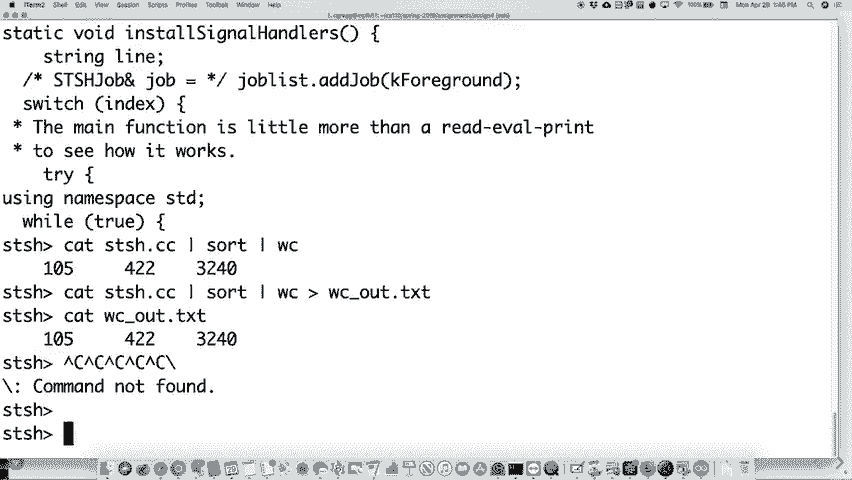 iTerm2 Shell Edit View Session Scripts Profiles Toolbelt Window Help 100% Mon Apr 29 1:46 PM
static void installSignalHandlers() {
string line;
/* STSHJob& job = */ joblist.addJob(kForeground);
switch (index) {
* The main function is little more than a read-eval-print
* to see how it works.
try {
using namespace std;
while (true) {
stsh> cat stsh.cc | sort | wc
105 422 3240
stsh> cat stsh.cc | sort | wc > wc_out.txt
stsh> cat wc_out.txt
105 422 3240
stsh> ^C^C^C^C^C\
\: Command not found.
stsh>
stsh>